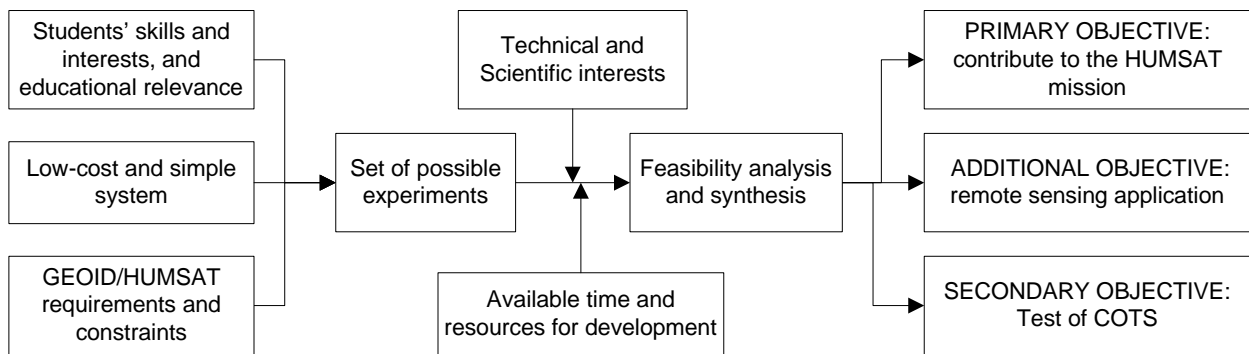 Students' skills and
interests, and
educational relevance
Low-cost and simple
system
GEOID/HUMSAT
requirements and
constraints
Set of possible
experiments
Technical and
Scientific interests
Available time and
resources for development
Feasibility analysis
and synthesis
PRIMARY OBJECTIVE:
contribute to the HUMSAT
mission
ADDITIONAL OBJECTIVE:
remote sensing application
SECONDARY OBJECTIVE:
Test of COTS